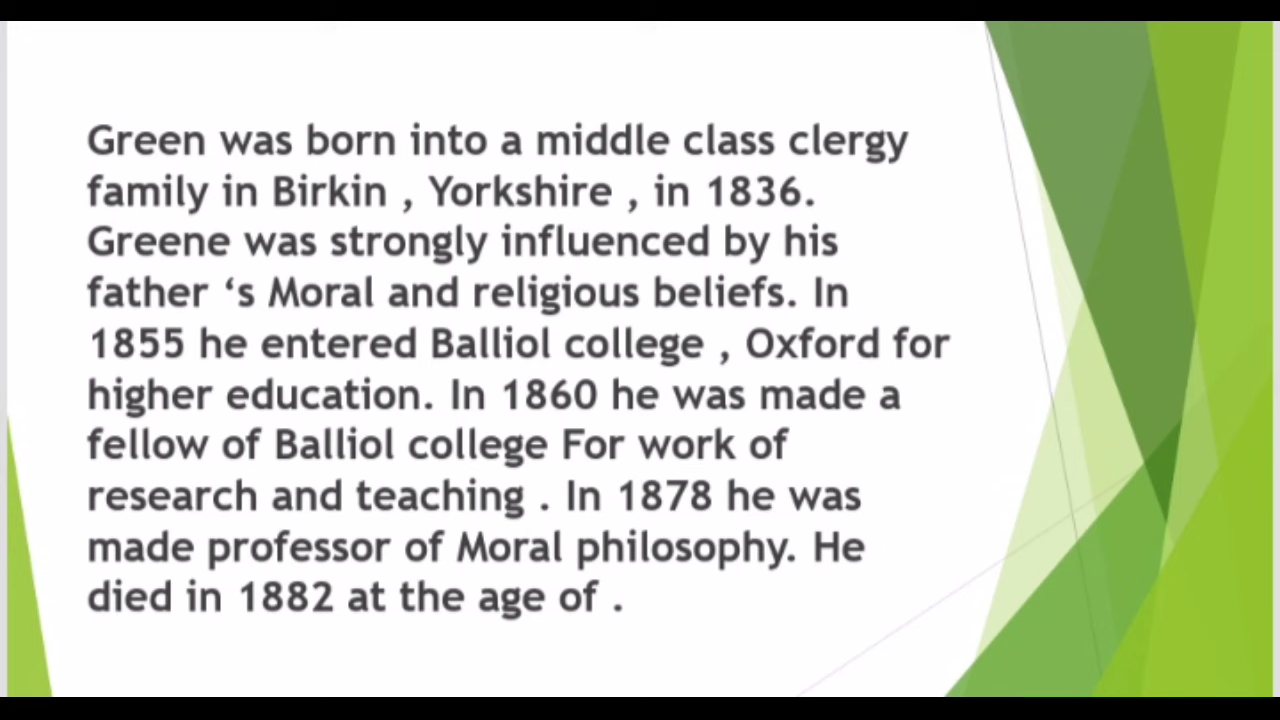 Green was born into a middle class clergy
family in Birkin , Yorkshire , in 1836.
Greene was strongly influenced by his
father ‘s Moral and religious beliefs. In
1855 he entered Balliol college , Oxford for
higher education. In 1860 he was made a
fellow of Balliol college For work of
research and teaching . In 1878 he was
made professor of Moral philosophy. He
died in 1882 at the age of .